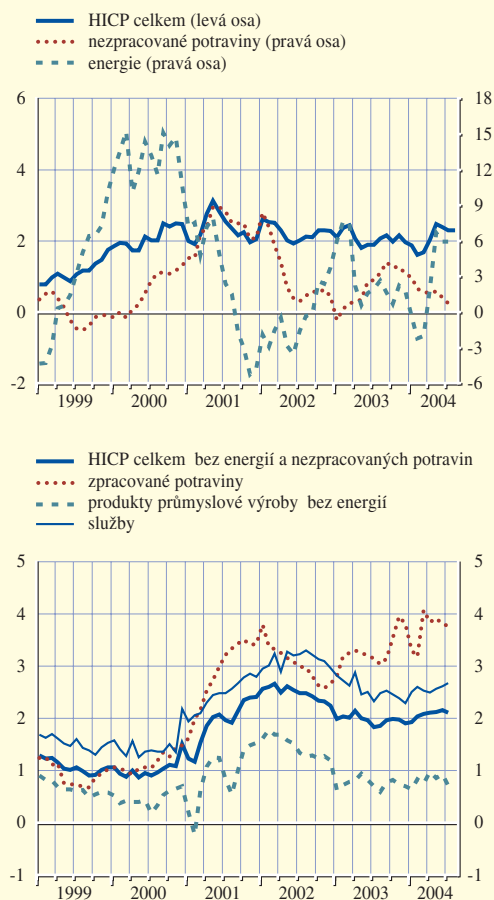 HICP celkem (levá osa)
nezpracované potraviny (pravá osa)
energie (pravá osa)
6 18
15
4 12
9
2 6
3
0 0
-3
-2 -6
1999 2000 2001 2002 2003 2004
HICP celkem bez energií a nezpracovaných potravin
zpracované potraviny
produkty průmyslové výroby bez energií
služby
5 5
4 4
3 3
2 2
1 1
0 0
-1 -1
1999 2000 2001 2002 2003 2004